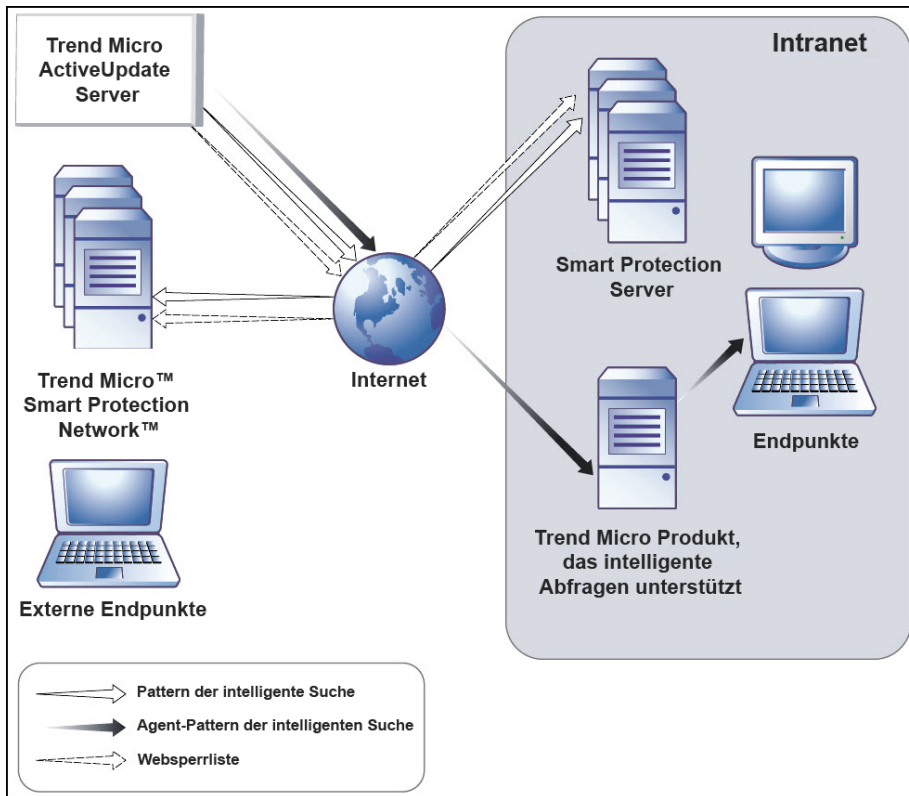 Trend Micro
ActiveUpdate
Server
Intranet
Smart Protection
Server
Internet
Trend Micro™
Smart Protection
Network™
Endpunkte
Trend Micro Produkt,
das intelligente
Abfragen unterstützt
Externe Endpunkte
Pattern der intelligente Suche
Agent-Pattern der intelligenten Suche
Websperrliste